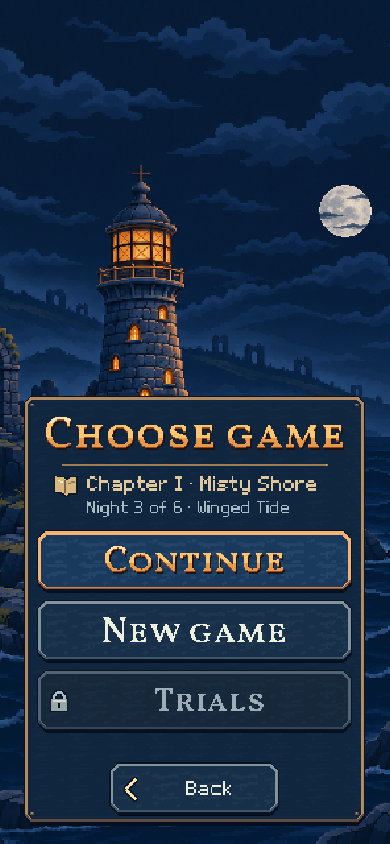 Choose game
Chapter I · Misty Shore
Night 3 of 6 · Winged Tide
Continue
New game
Trials
Back